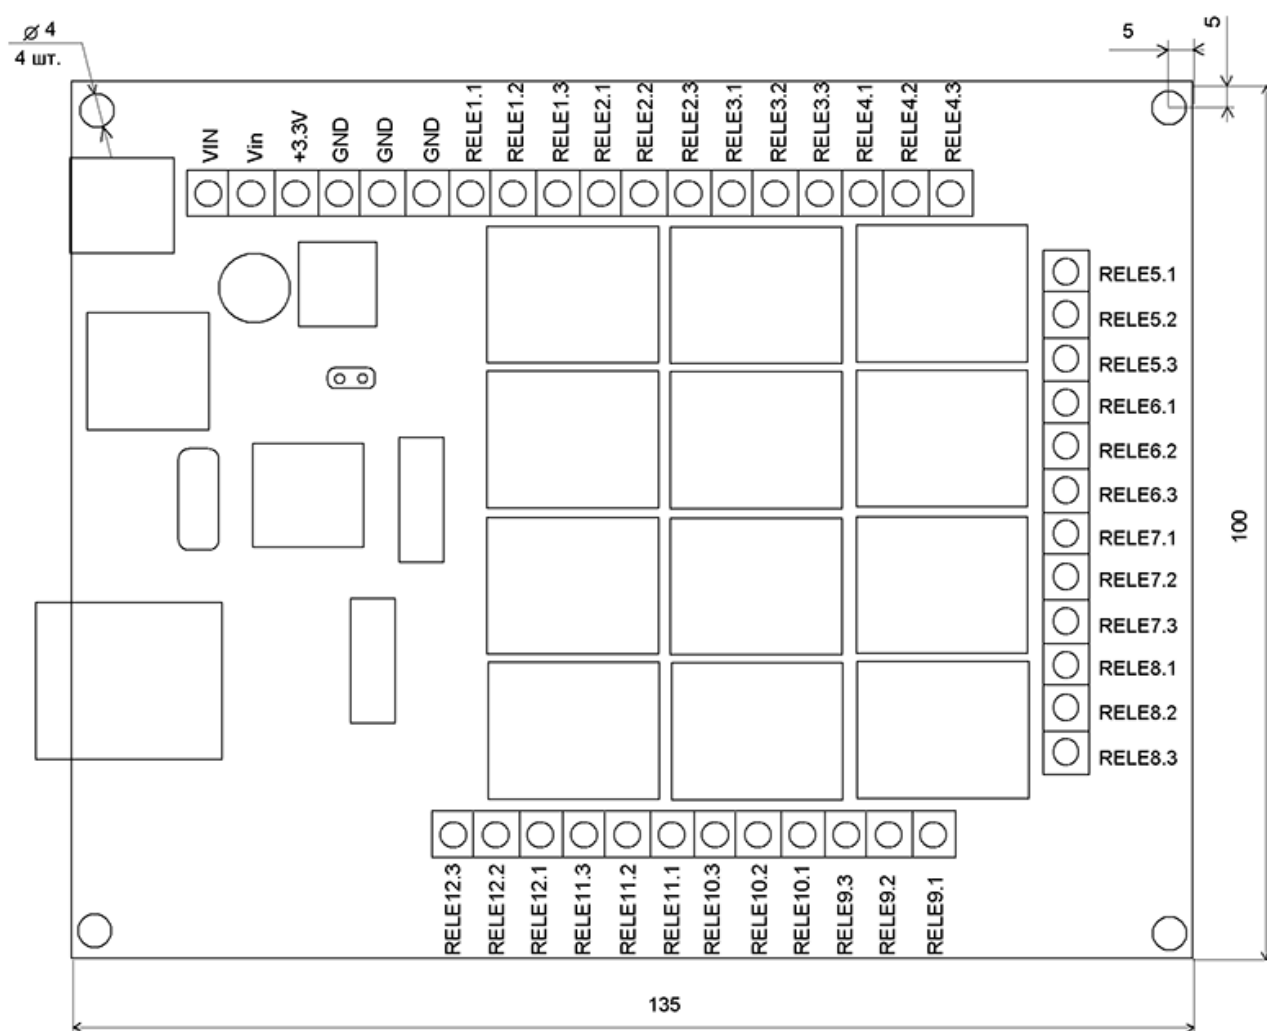 ⌀ 4
4 шт.
5
5
VIN
Vin
+3.3V
GND
GND
GND
RELE1.1
RELE1.2
RELE1.3
RELE2.1
RELE2.2
RELE2.3
RELE3.1
RELE3.2
RELE3.3
RELE4.1
RELE4.2
RELE4.3
RELE5.1
RELE5.2
RELE5.3
RELE6.1
RELE6.2
RELE6.3
RELE7.1
RELE7.2
RELE7.3
RELE8.1
RELE8.2
RELE8.3
100
RELE12.3
RELE12.2
RELE12.1
RELE11.3
RELE11.2
RELE11.1
RELE10.3
RELE10.2
RELE10.1
RELE9.3
RELE9.2
RELE9.1
135